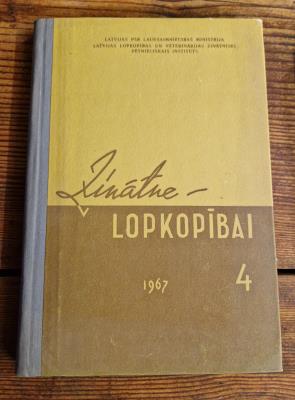 LATVIJAS PSR LAUKSAIMNIECĪBAS MINISTRIJA
LATVIJAS LOPKOPĪBAS UN VETERINĀRIJAS ZINĀTNISKI
PĒTNIECISKAIS INSTITŪTS
Zinātne –
LOPKOPĪBAI
1967 4